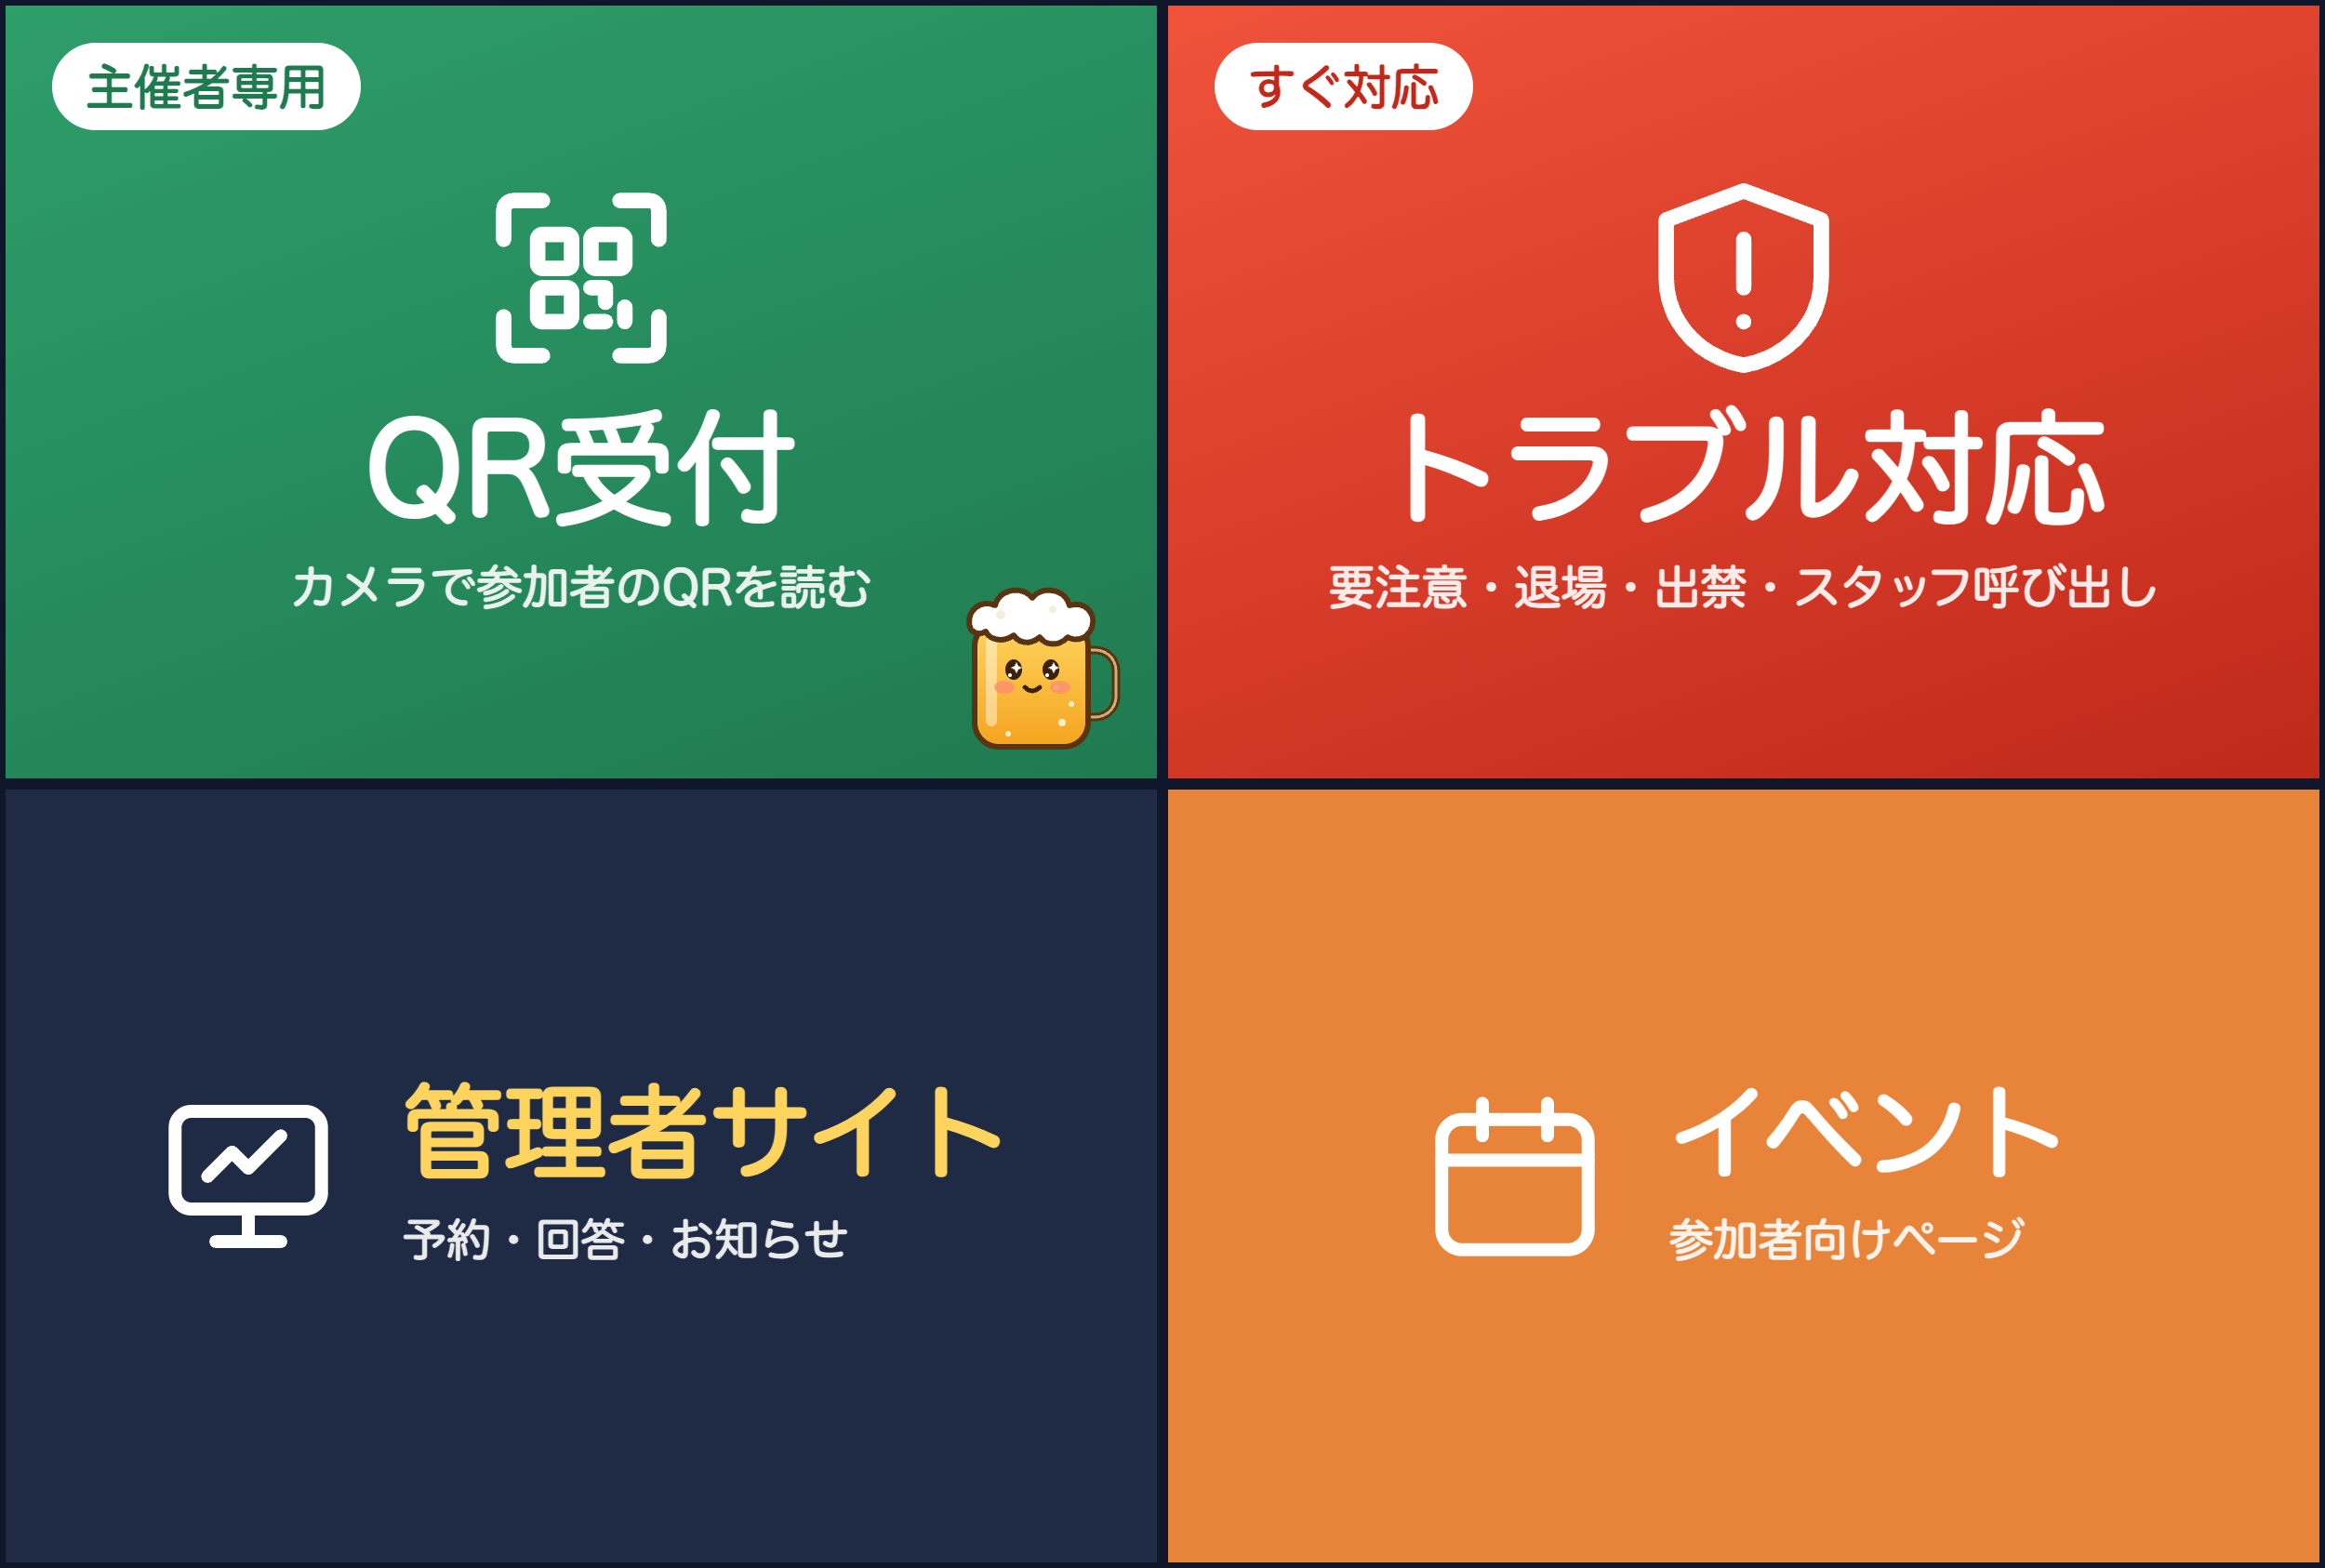 主催者専用
QR受付
カメラで参加者のQRを読む
すぐ対応
トラブル対応
要注意・退場・出禁・スタッフ呼び出し
管理者サイト
予約・回答・お知らせ
イベント
参加者向けページ